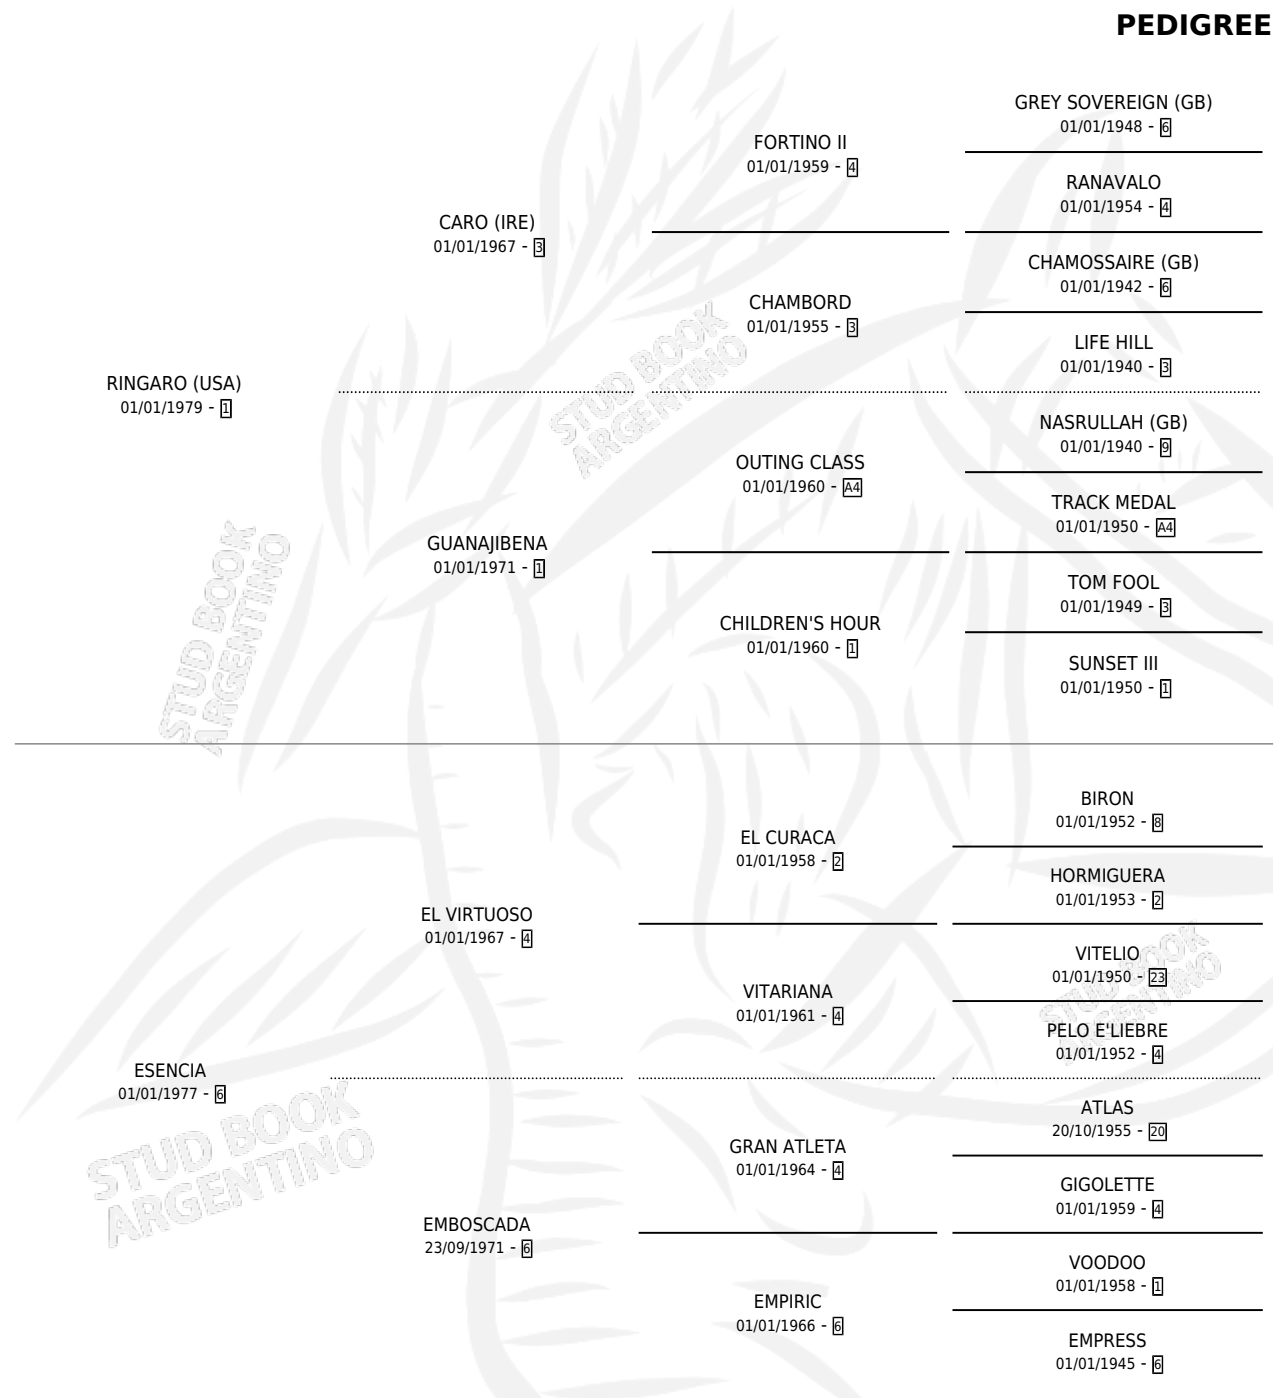 PEDIGREE
GREY SOVEREIGN (GB)
01/01/1948 - 6
FORTINO II
01/01/1959 - 4
RANAVALO
01/01/1954 - 4
CARO (IRE)
01/01/1967 - 3
CHAMOSSAIRE (GB)
01/01/1942 - 6
CHAMBORD
01/01/1955 - 3
LIFE HILL
01/01/1940 - 3
RINGARO (USA)
01/01/1979 - 1
NASRULLAH (GB)
01/01/1940 - 9
OUTING CLASS
01/01/1960 - A4
TRACK MEDAL
01/01/1950 - A4
GUANAJIBENA
01/01/1971 - 1
TOM FOOL
01/01/1949 - 3
CHILDREN'S HOUR
01/01/1960 - 1
SUNSET III
01/01/1950 - 1
BIRON
01/01/1952 - 8
EL CURACA
01/01/1958 - 2
HORMIGUERA
01/01/1953 - 2
EL VIRTUOSO
01/01/1967 - 4
VITELIO
01/01/1950 - 23
VITARIANA
01/01/1961 - 4
PELO E'LIEBRE
01/01/1952 - 4
ESENCIA
01/01/1977 - 6
ATLAS
20/10/1955 - 20
GRAN ATLETA
01/01/1964 - 4
GIGOLETTE
01/01/1959 - 4
EMBOSCADA
23/09/1971 - 6
VOODOO
01/01/1958 - 1
EMPIRIC
01/01/1966 - 6
EMPRESS
01/01/1945 - 6
STUD BOOK
ARGENTINO
STUD BOOK
ARGENTINO
STUD BOOK
ARGENTINO
STUD BOOK
ARGENTINO